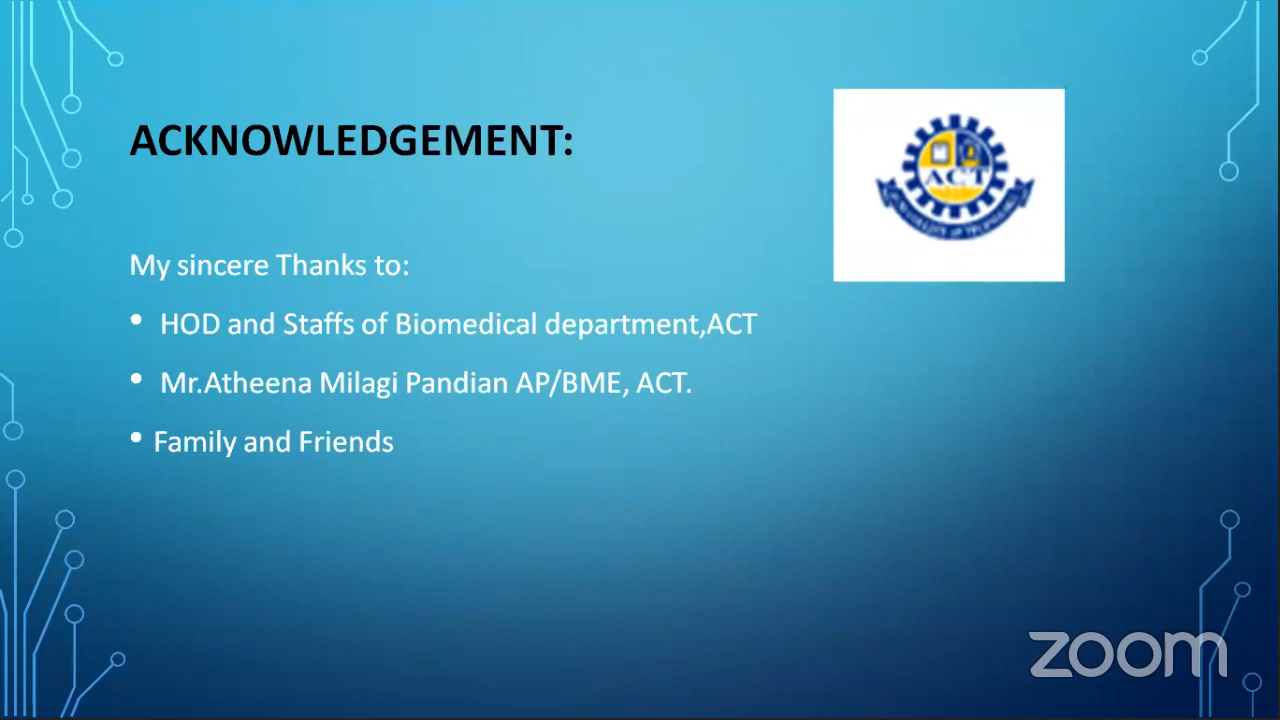 ACKNOWLEDGEMENT:
ACT
My sincere Thanks to:
• HOD and Staffs of Biomedical department,ACT
• Mr.Atheena Milagi Pandian AP/BME, ACT.
• Family and Friends
zoom